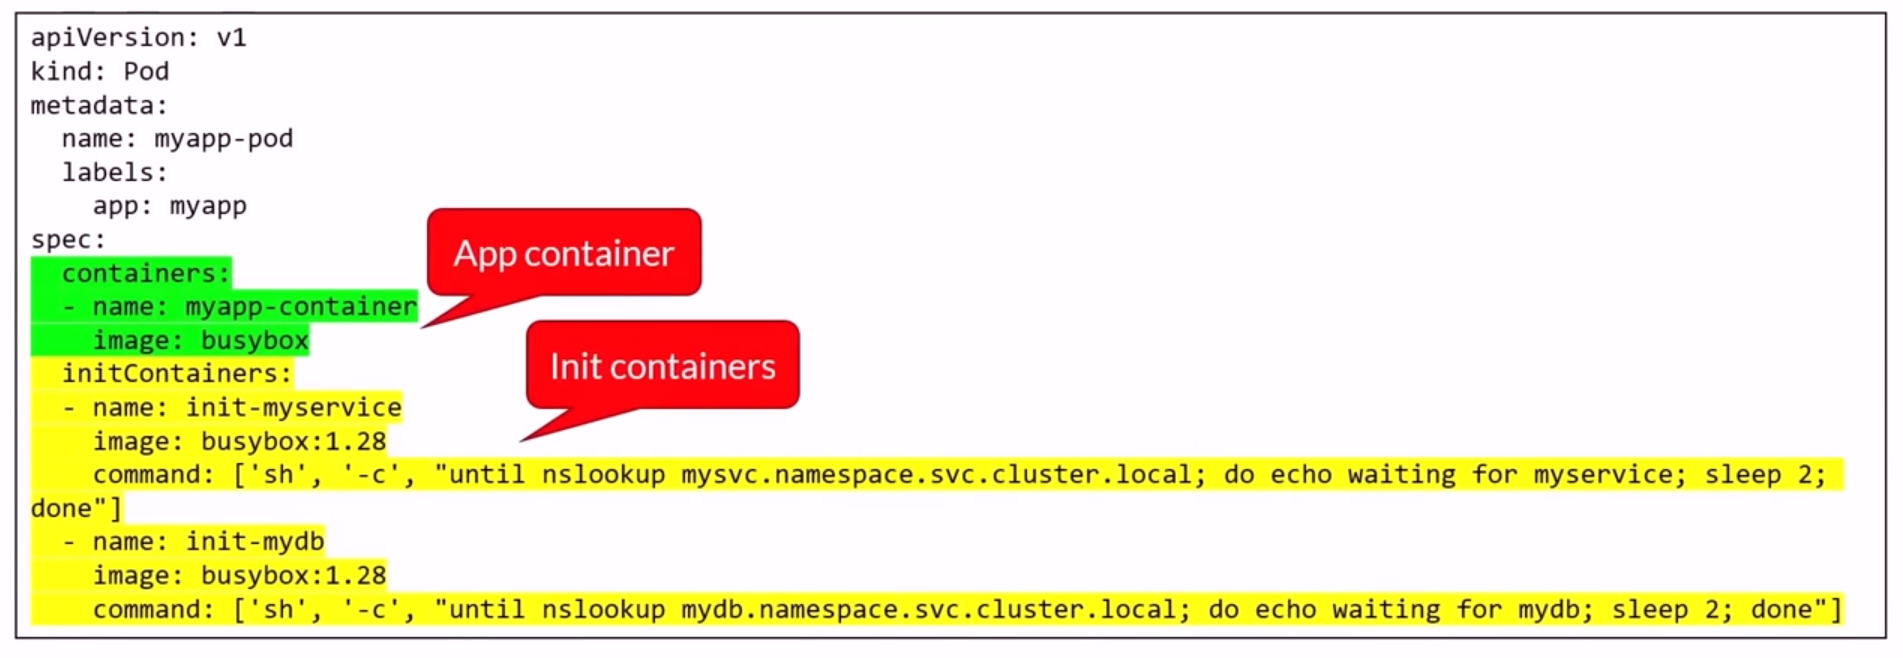 apiVersion: v1
kind: Pod
metadata:
  name: myapp-pod
  labels:
    app: myapp
spec:
  containers:
  - name: myapp-container
    image: busybox
  initContainers:
  - name: init-myservice
    image: busybox:1.28
    command: ['sh', '-c', "until nslookup mysvc.namespace.svc.cluster.local; do echo waiting for myservice; sleep 2;
done"]
  - name: init-mydb
    image: busybox:1.28
    command: ['sh', '-c', "until nslookup mydb.namespace.svc.cluster.local; do echo waiting for mydb; sleep 2; done"]
App container
Init containers